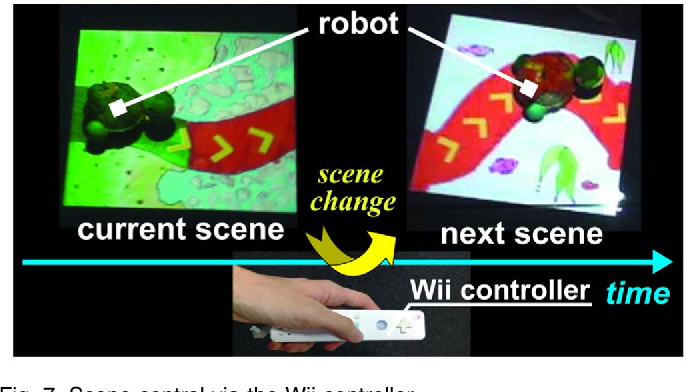 robot
scene
change
current scene
next scene
Wii controller
time
Fig. 7. Scene control via the Wii controller